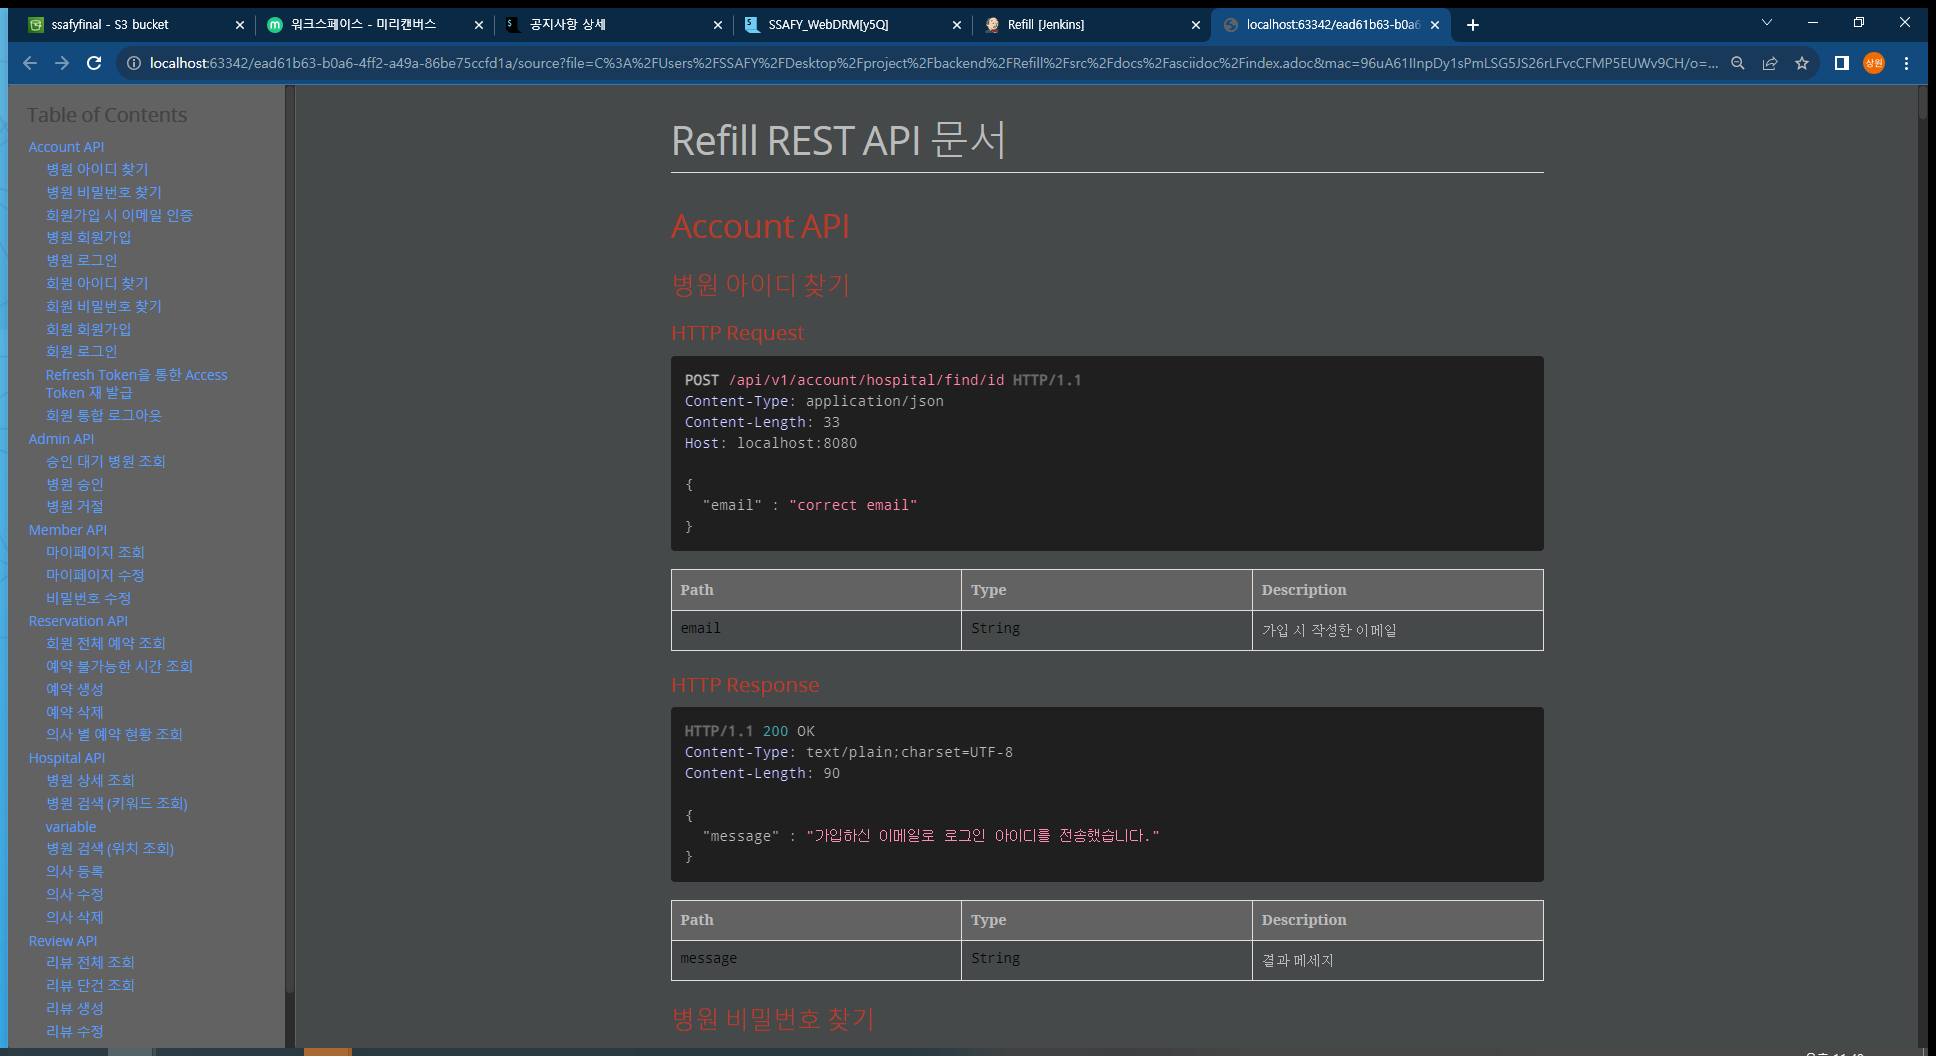 ssafyfinal - S3 bucket
워크스페이스 - 미리캔버스
공지사항 상세
SSAFY_WebDRM[y5Q]
Refill [Jenkins]
localhost:63342/ead61b63-b0a6
localhost:63342/ead61b63-b0a6-4ff2-a49a-86be75ccfd1a/source?file=C%3A%2FUsers%2FSSAFY%2FDesktop%2Fproject%2Fbackend%2FRefill%2Fsrc%2Fdocs%2Fasciidoc%2Findex.adoc&mac=96uA61IInpDy1sPmLSG5JS26rLFvcCFMP5EUWv9CH/o=...
상원
Table of Contents
Account API
병원 아이디 찾기
병원 비밀번호 찾기
회원가입 시 이메일 인증
병원 회원가입
병원 로그인
회원 아이디 찾기
회원 비밀번호 찾기
회원 회원가입
회원 로그인
Refresh Token을 통한 Access
Token 재 발급
회원 통합 로그아웃
Admin API
승인 대기 병원 조회
병원 승인
병원 거절
Member API
마이페이지 조회
마이페이지 수정
비밀번호 수정
Reservation API
회원 전체 예약 조회
예약 불가능한 시간 조회
예약 생성
예약 삭제
의사 별 예약 현황 조회
Hospital API
병원 상세 조회
병원 검색 (키워드 조회)
variable
병원 검색 (위치 조회)
의사 등록
의사 수정
의사 삭제
Review API
리뷰 전체 조회
리뷰 단건 조회
리뷰 생성
리뷰 수정
Refill REST API 문서
Account API
병원 아이디 찾기
HTTP Request
POST /api/v1/account/hospital/find/id HTTP/1.1
Content-Type: application/json
Content-Length: 33
Host: localhost:8080
{
"email" : "correct email"
}
Path Type Description
email String 가입 시 작성한 이메일
HTTP Response
HTTP/1.1 200 OK
Content-Type: text/plain;charset=UTF-8
Content-Length: 90
{
"message" : "가입하신 이메일로 로그인 아이디를 전송했습니다."
}
Path Type Description
message String 결과 메세지
병원 비밀번호 찾기